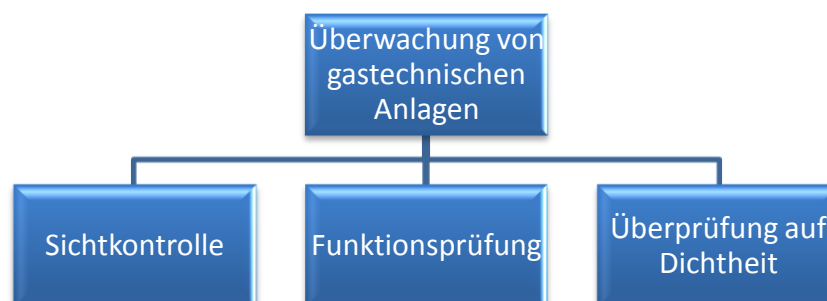 Überwachung von
gastechnischen
Anlagen
Sichtkontrolle
Funktionsprüfung
Überprüfung auf
Dichtheit